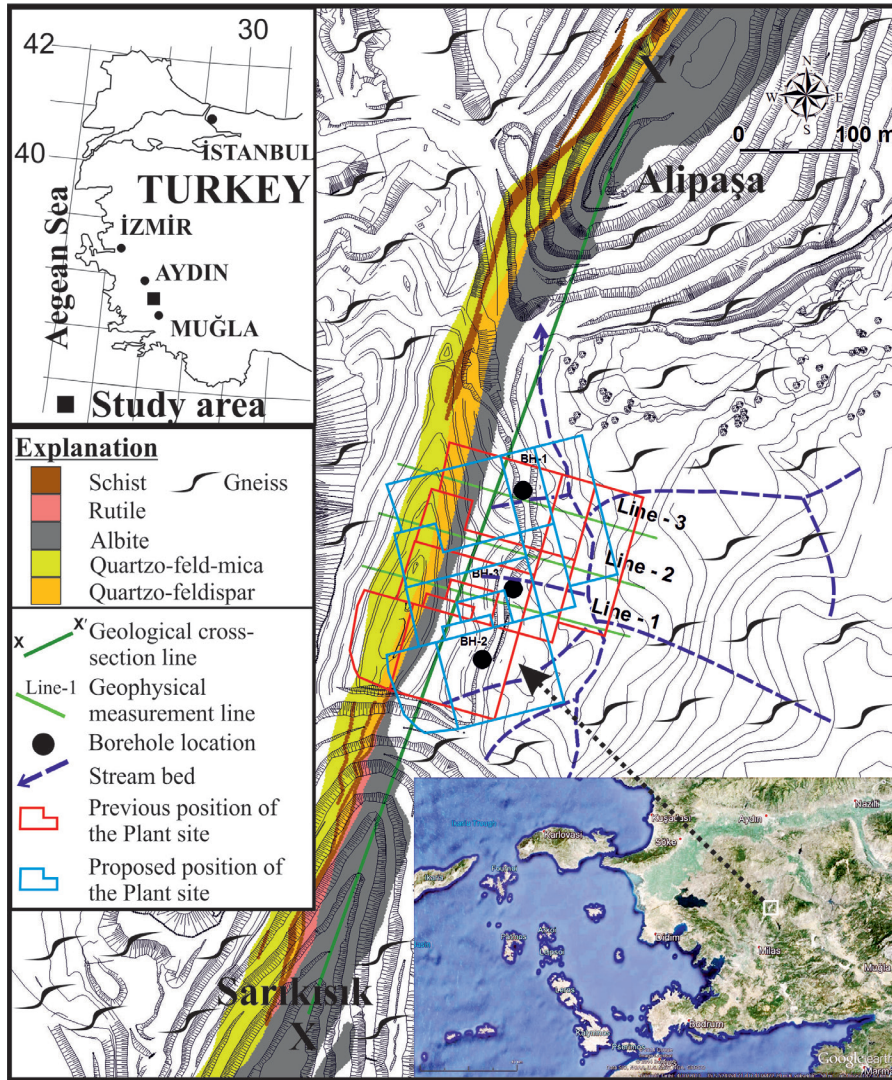 42
30
40
İSTANBUL
TURKEY
Aegean Sea
İZMİR
AYDIN
MUĞLA
Study area
Explanation
Schist
Gneiss
Rutile
Albite
Quartzo-feld-mica
Quartzo-feldispar
X
X'
Geological cross-
section line
Line-1
Geophysical
measurement line
Borehole location
Stream bed
Previous position of
the Plant site
Proposed position of
the Plant site
X'
N
W
E
S
0
100 m
Alipaşa
BH-1
Line - 3
Line - 2
BH-3
Line - 1
BH-2
Sarıkısık
X
Karlovası
Söke
Aydın
Nazilli
Didim
Milas
Muğla
Bodrum
Google earth